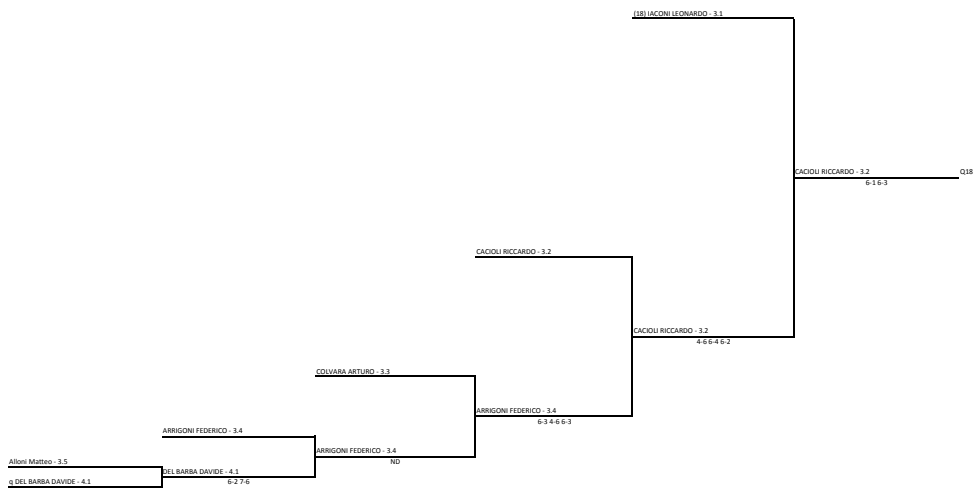 (18) IACONI LEONARDO - 3.1
CACIOLI RICCARDO - 3.2
Q18
6-1 6-3
CACIOLI RICCARDO - 3.2
CACIOLI RICCARDO - 3.2
4-6 6-4 6-2
COLVARA ARTURO - 3.3
ARRIGONI FEDERICO - 3.4
6-3 4-6 6-3
ARRIGONI FEDERICO - 3.4
ARRIGONI FEDERICO - 3.4
ND
Alloni Matteo - 3.5
DEL BARBA DAVIDE - 4.1
6-2 7-6
q DEL BARBA DAVIDE - 4.1